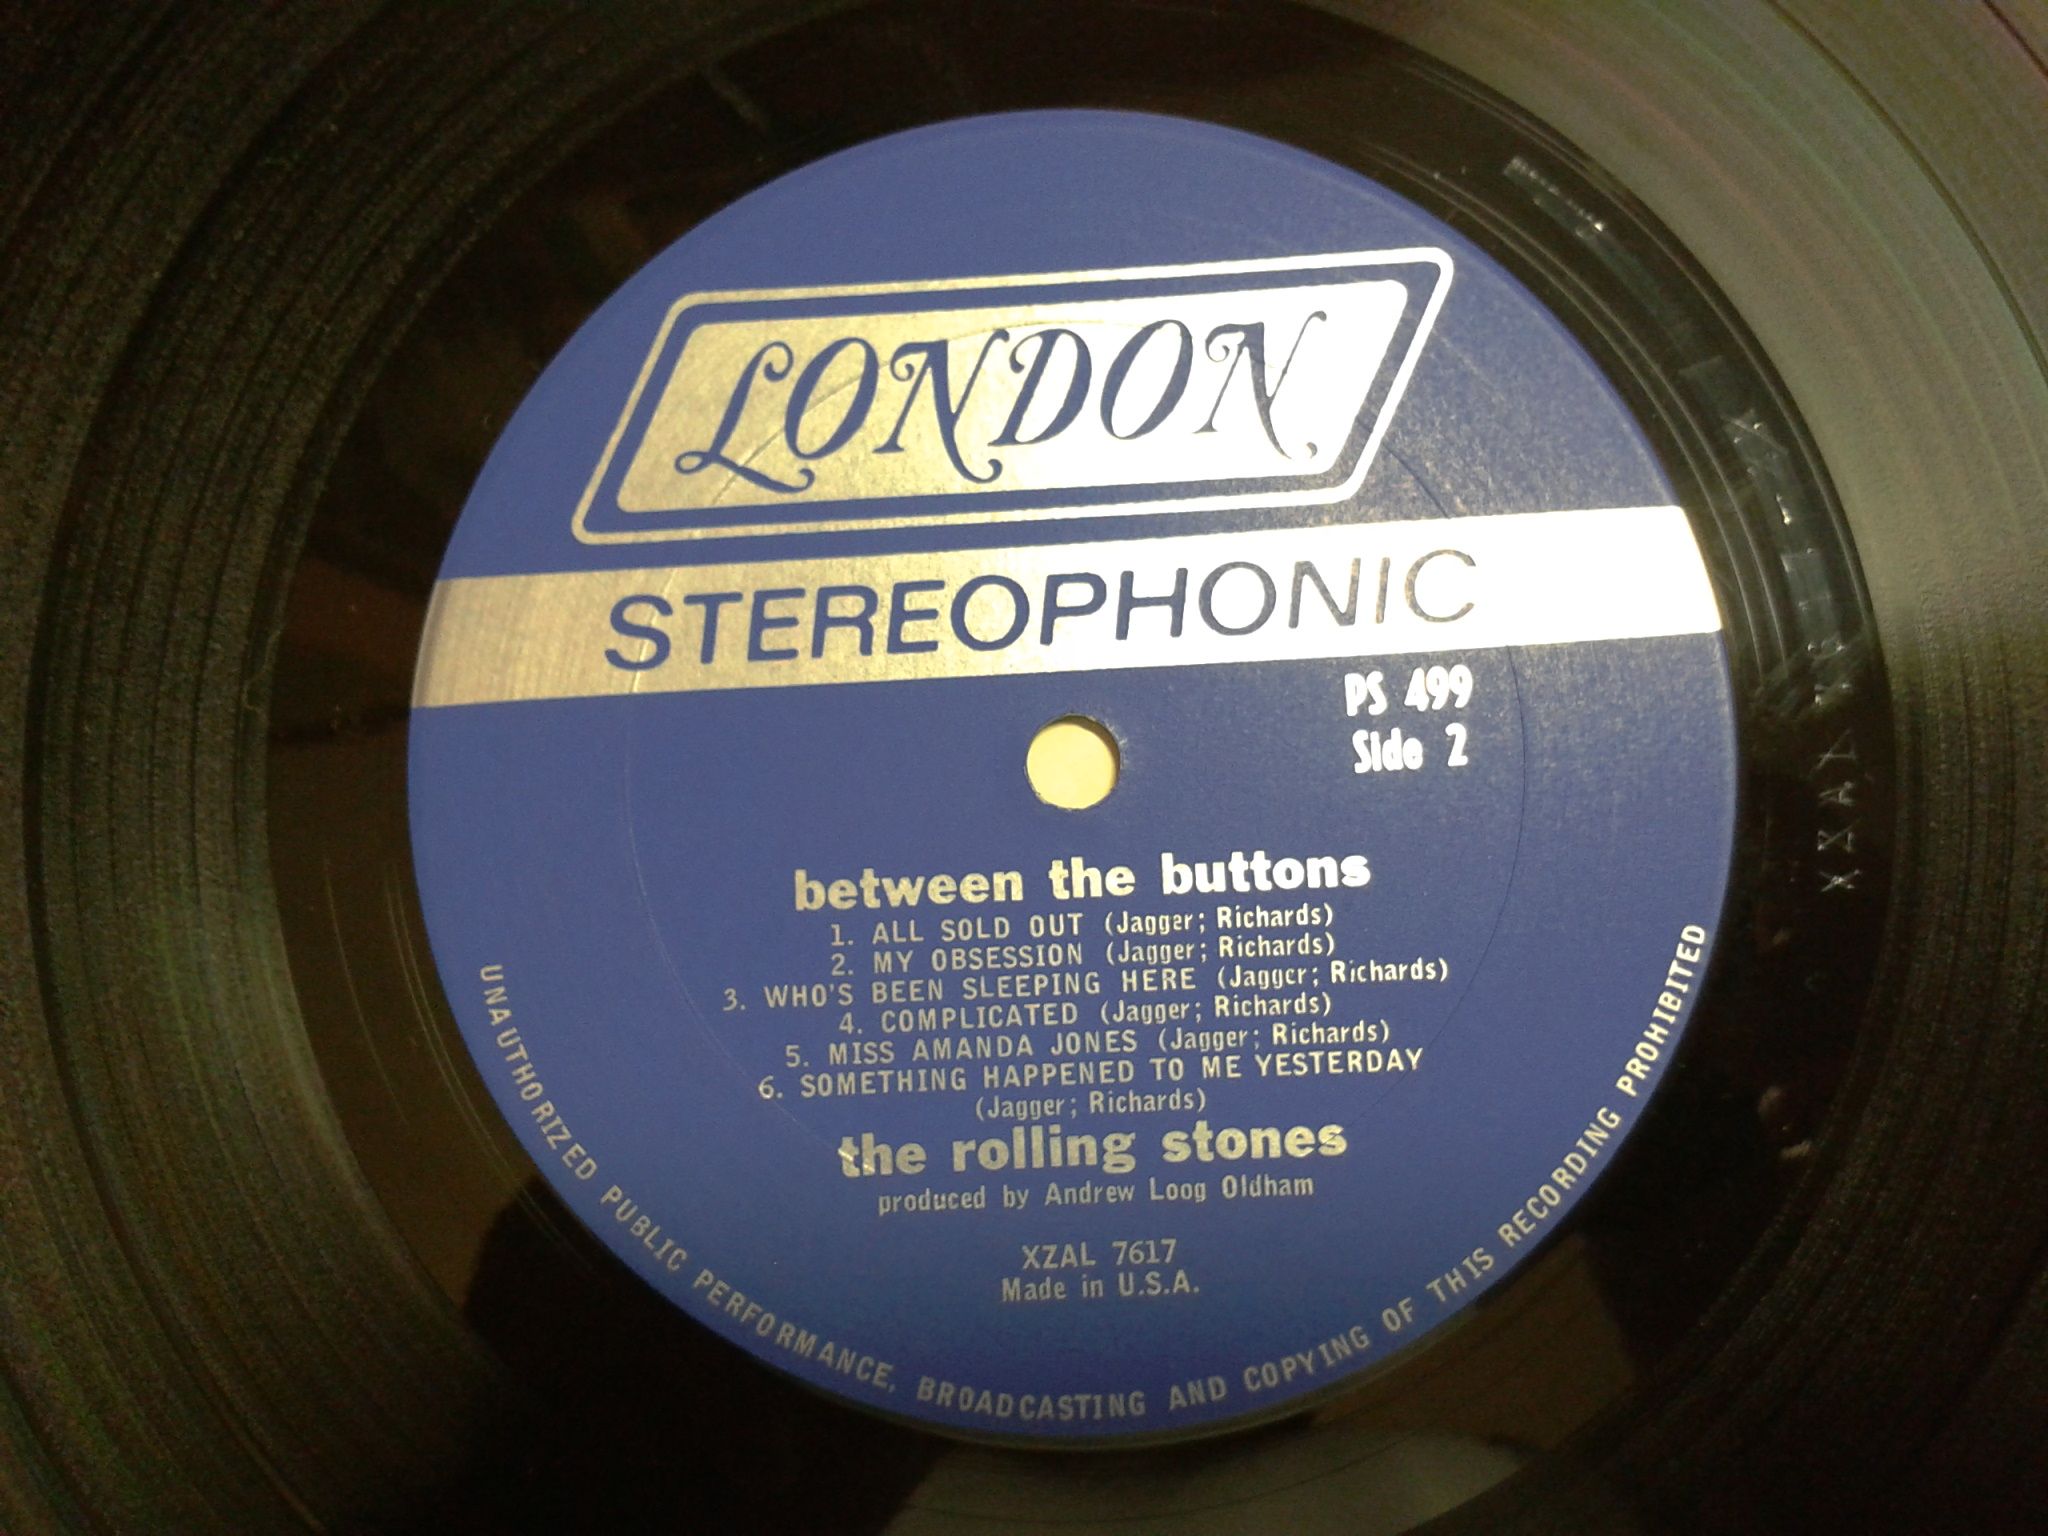 LONDON
STEREOPHONIC
PS 499
Side 2
between the buttons
1. ALL SOLD OUT (Jagger; Richards)
2. MY OBSESSION (Jagger; Richards)
3. WHO'S BEEN SLEEPING HERE (Jagger; Richards)
4. COMPLICATED (Jagger; Richards)
5. MISS AMANDA JONES (Jagger; Richards)
6. SOMETHING HAPPENED TO ME YESTERDAY
(Jagger; Richards)
the rolling stones
produced by Andrew Loog Oldham
XZAL 7617
Made in U.S.A.
UNAUTHORIZED PUBLIC PERFORMANCE, BROADCASTING AND COPYING OF THIS RECORDING PROHIBITED
XZAL